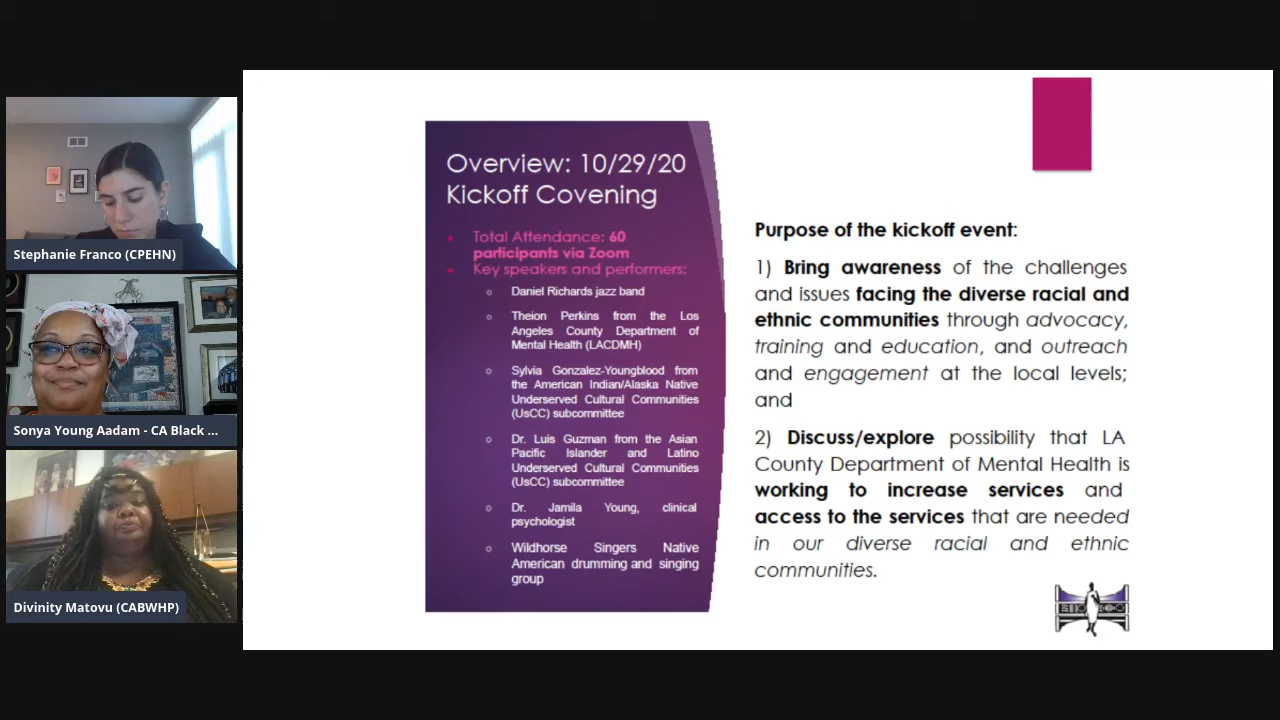 Stephanie Franco (CPEHN)
Sonya Young Aadam - CA Black ...
Divinity Matovu (CABWHP)
Overview: 10/29/20
Kickoff Covening
Total Attendance: 60
participants via Zoom
Key speakers and performers:
Daniel Richards jazz band
Theion Perkins from the Los
Angeles County Department of
Mental Health (LACDMH)
Sylvia Gonzalez-Youngblood from
the American Indian/Alaska Native
Underserved Cultural Communities
(UsCC) subcommittee
Dr. Luis Guzman from the Asian
Pacific Islander and Latino
Underserved Cultural Communities
(UsCC) subcommittee
Dr. Jamila Young, clinical
psychologist
Wildhorse Singers Native
American drumming and singing
group
Purpose of the kickoff event:
1) Bring awareness of the challenges
and issues facing the diverse racial and
ethnic communities through advocacy,
training and education, and outreach
and engagement at the local levels;
and
2) Discuss/explore possibility that LA
County Department of Mental Health is
working to increase services and
access to the services that are needed
in our diverse racial and ethnic
communities.